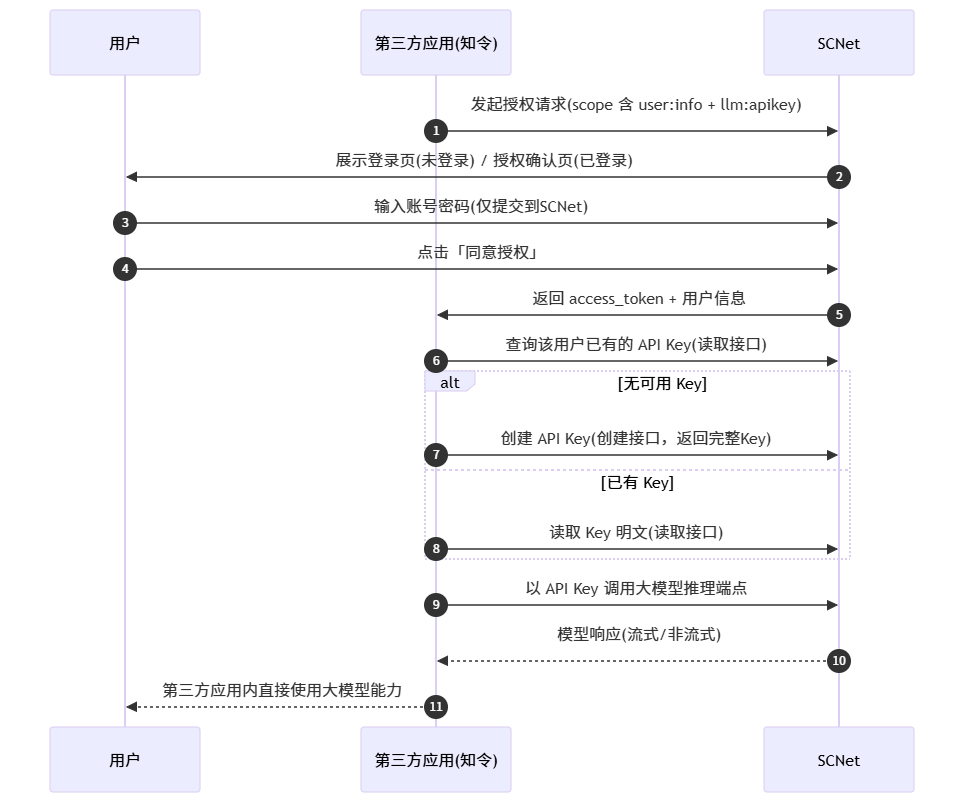 用户
第三方应用(知令)
SCNet
发起授权请求(scope 含 user:info + llm:apikey)
1
展示登录页(未登录) / 授权确认页(已登录)
2
输入账号密码(仅提交到SCNet)
3
点击「同意授权」
4
返回 access_token + 用户信息
5
查询该用户已有的 API Key(读取接口)
6
alt
[无可用 Key]
创建 API Key(创建接口，返回完整Key)
7
[已有 Key]
读取 Key 明文(读取接口)
8
以 API Key 调用大模型推理端点
9
模型响应(流式/非流式)
10
第三方应用内直接使用大模型能力
11
用户
第三方应用(知令)
SCNet